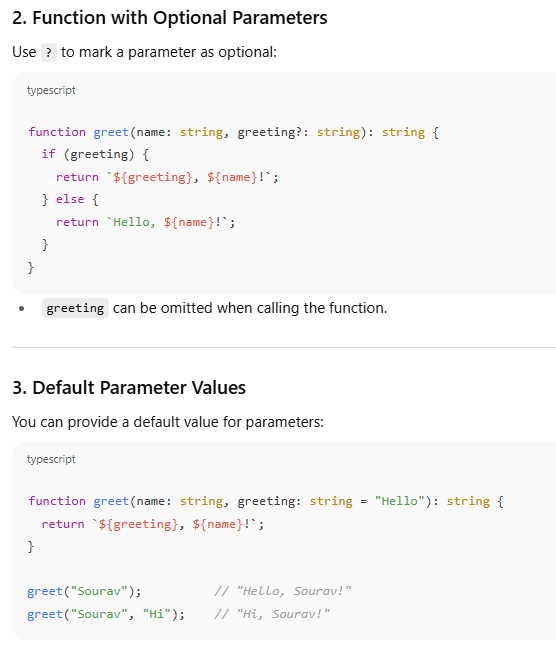 2. Function with Optional Parameters
Use ? to mark a parameter as optional:
typescript
function greet(name: string, greeting?: string): string {
  if (greeting) {
    return `${greeting}, ${name}!`;
  } else {
    return `Hello, ${name}!`;
  }
}
• greeting can be omitted when calling the function.
3. Default Parameter Values
You can provide a default value for parameters:
typescript
function greet(name: string, greeting: string = "Hello"): string {
  return `${greeting}, ${name}!`;
}
greet("Sourav");          // "Hello, Sourav!"
greet("Sourav", "Hi");    // "Hi, Sourav!"